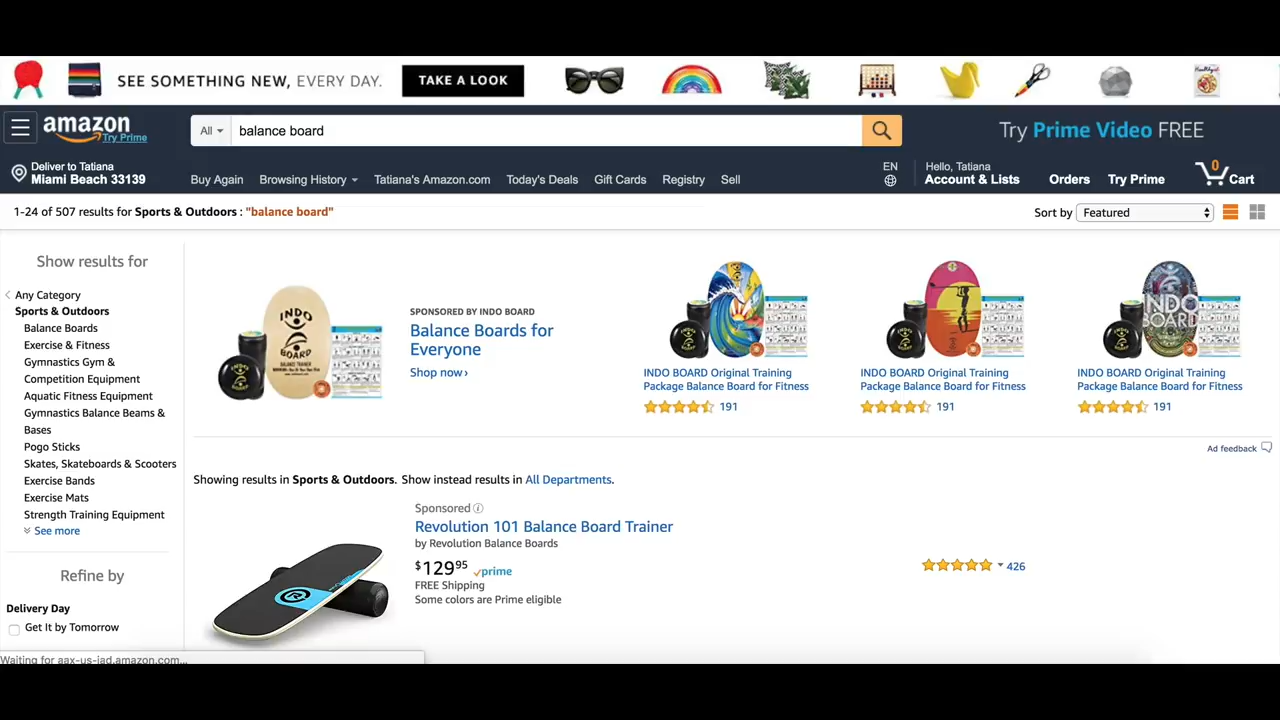 SEE SOMETHING NEW, EVERY DAY.
TAKE A LOOK
amazon
Try Prime
All
balance board
Try Prime Video FREE
Deliver to Tatiana
Miami Beach 33139
Buy Again
Browsing History
Tatiana's Amazon.com
Today's Deals
Gift Cards
Registry
Sell
EN
Hello, Tatiana
Account & Lists
Orders
Try Prime
0
Cart
1-24 of 507 results for Sports & Outdoors : "balance board"
Sort by
Featured
Show results for
Any Category
Sports & Outdoors
Balance Boards
Exercise & Fitness
Gymnastics Gym &
Competition Equipment
Aquatic Fitness Equipment
Gymnastics Balance Beams &
Bases
Pogo Sticks
Skates, Skateboards & Scooters
Exercise Bands
Exercise Mats
Strength Training Equipment
See more
Refine by
Delivery Day
Get It by Tomorrow
Waiting for aax-us-iad.amazon.com...
INDO
BOARD
SPONSORED BY INDO BOARD
Balance Boards for
Everyone
Shop now›
INDO BOARD Original Training
Package Balance Board for Fitness
191
INDO BOARD Original Training
Package Balance Board for Fitness
191
INDO
BOARD
INDO BOARD Original Training
Package Balance Board for Fitness
191
Ad feedback
Showing results in Sports & Outdoors. Show instead results in All Departments.
Sponsored
Revolution 101 Balance Board Trainer
by Revolution Balance Boards
$12995 prime
FREE Shipping
Some colors are Prime eligible
426